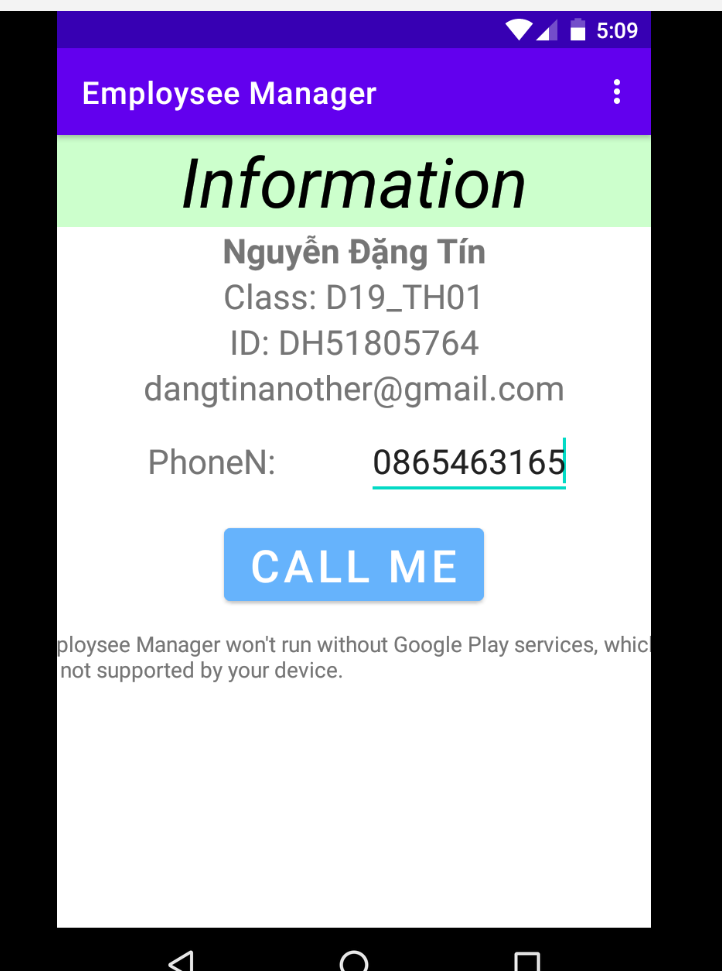 5:09
Employsee Manager
Information
Nguyễn Đặng Tín
Class: D19_TH01
ID: DH51805764
dangtinanother@gmail.com
PhoneN: 0865463165
CALL ME
ploysee Manager won't run without Google Play services, which
not supported by your device.